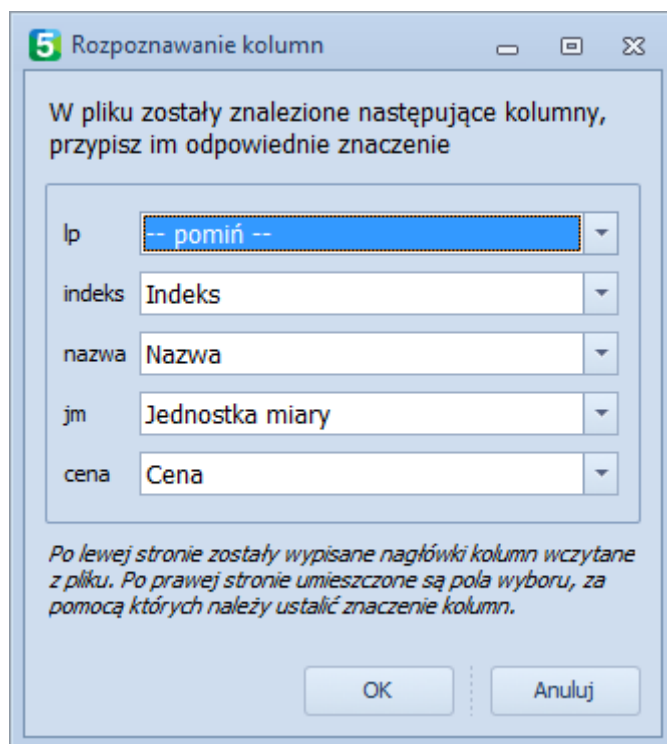 5 Rozpoznawanie kolumn
W pliku zostały znalezione następujące kolumny,
przypisz im odpowiednie znaczenie
lp -- pomiń --
indeks Indeks
nazwa Nazwa
jm Jednostka miary
cena Cena
Po lewej stronie zostały wypisane nagłówki kolumn wczytane
z pliku. Po prawej stronie umieszczone są pola wyboru, za
pomocą których należy ustalić znaczenie kolumn.
OK Anuluj